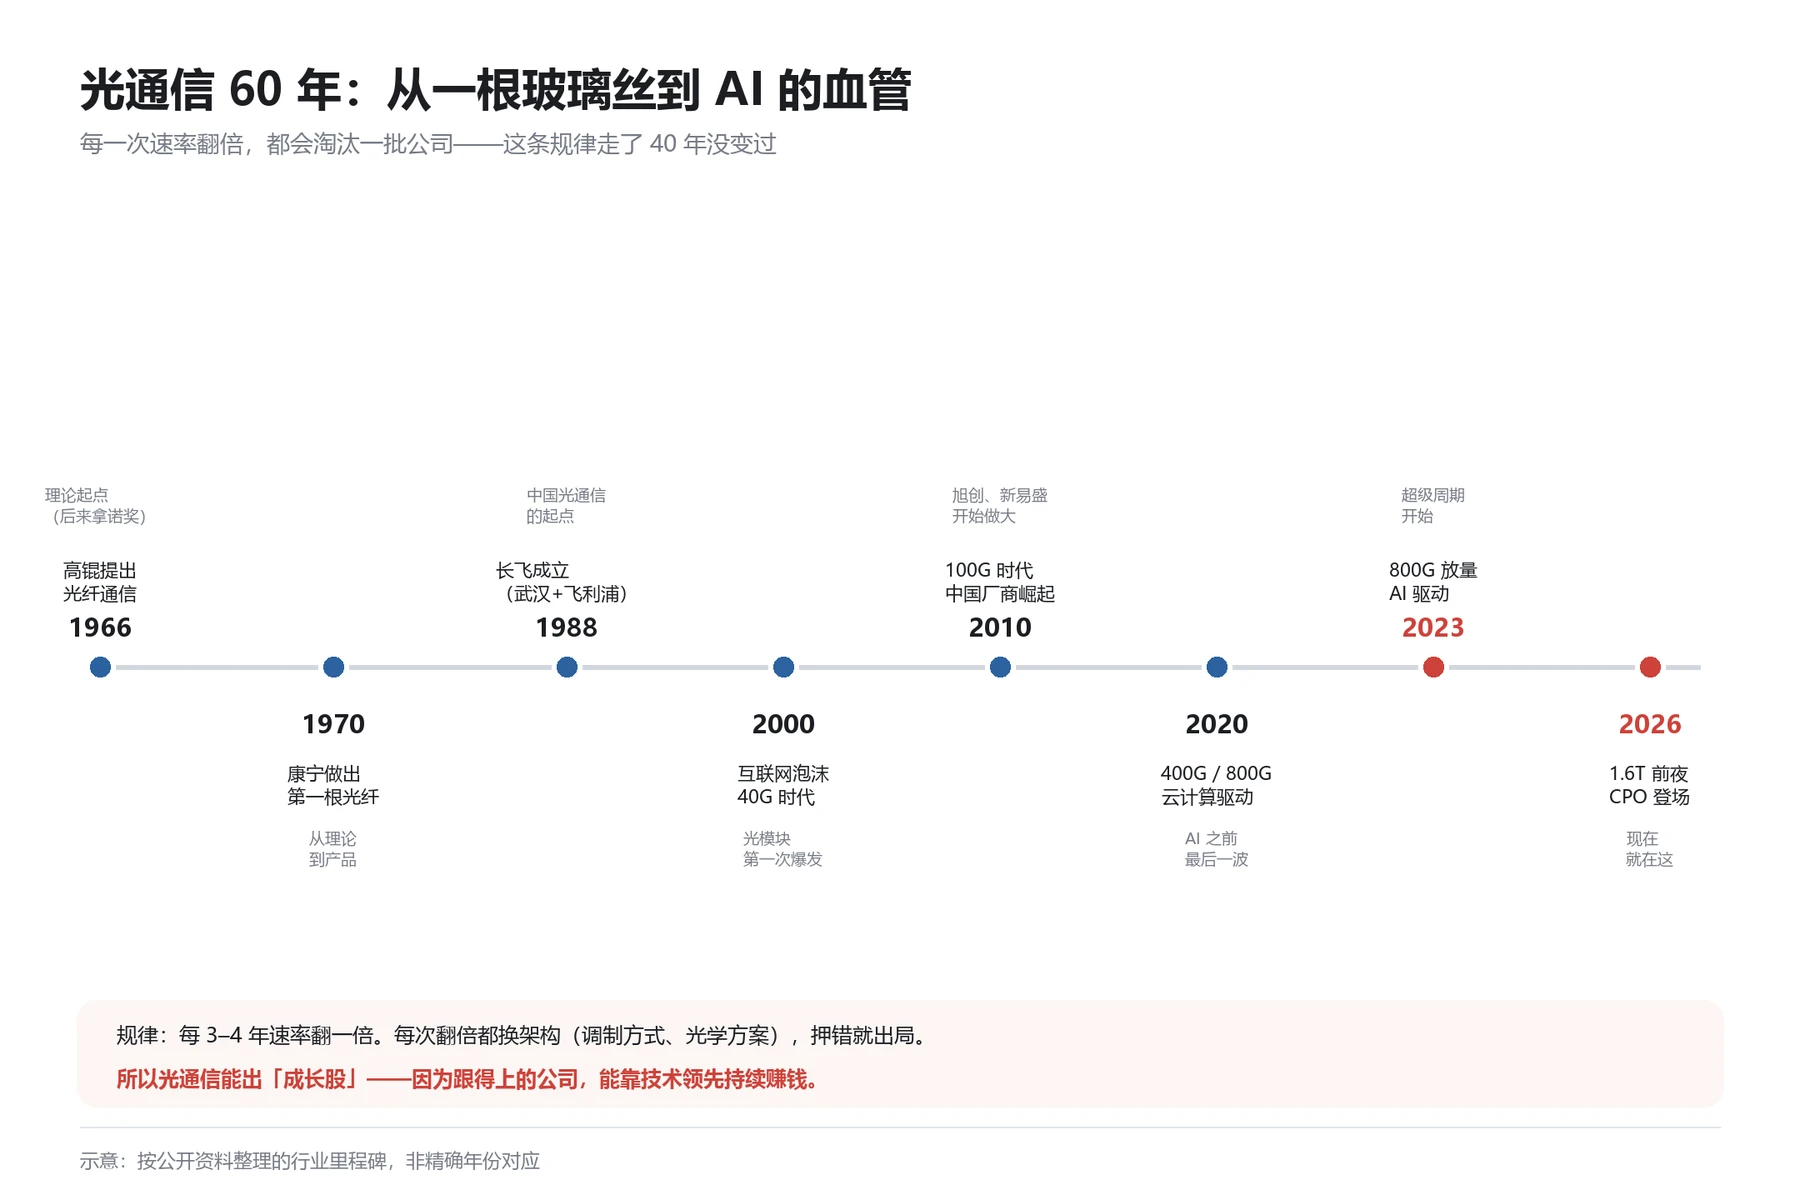 光通信 60 年：从一根玻璃丝到 AI 的血管
每一次速率翻倍，都会淘汰一批公司——这条规律走了 40 年没变过
理论起点
（后来拿诺奖）
高锟提出
光纤通信
1966
1970
康宁做出
第一根光纤
从理论
到产品
中国光通信
的起点
长飞成立
（武汉+飞利浦）
1988
2000
互联网泡沫
40G 时代
光模块
第一次爆发
旭创、新易盛
开始做大
100G 时代
中国厂商崛起
2010
2020
400G / 800G
云计算驱动
AI 之前
最后一波
超级周期
开始
800G 放量
AI 驱动
2023
2026
1.6T 前夜
CPO 登场
现在
就在这
规律：每 3–4 年速率翻一倍。每次翻倍都换架构（调制方式、光学方案），押错就出局。
所以光通信能出「成长股」——因为跟得上的公司，能靠技术领先持续赚钱。
示意：按公开资料整理的行业里程碑，非精确年份对应